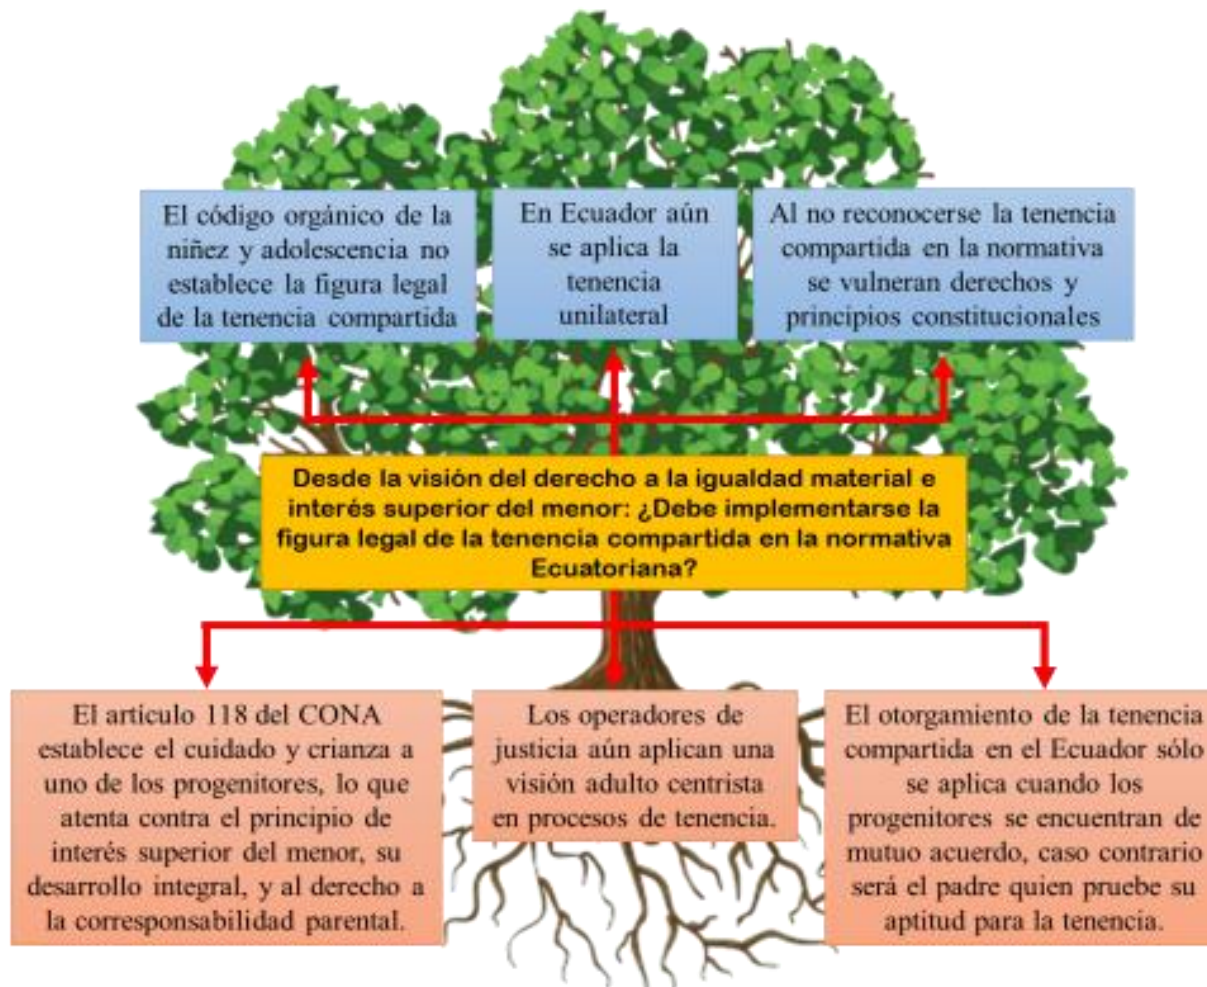 El código orgánico de la
niñez y adolescencia no
establece la figura legal
de la tenencia compartida
En Ecuador aún
se aplica la
tenencia
unilateral
Al no reconocerse la tenencia
compartida en la normativa
se vulneran derechos y
principios constitucionales
Desde la visión del derecho a la igualdad material e
interés superior del menor: ¿Debe implementarse la
figura legal de la tenencia compartida en la normativa
Ecuatoriana?
El artículo 118 del CONA
establece el cuidado y crianza a
uno de los progenitores, lo que
atenta contra el principio de
interés superior del menor, su
desarrollo integral, y al derecho a
la corresponsabilidad parental.
Los operadores de
justicia aún aplican una
visión adulto centrista
en procesos de tenencia.
El otorgamiento de la tenencia
compartida en el Ecuador sólo
se aplica cuando los
progenitores se encuentran de
mutuo acuerdo, caso contrario
será el padre quien pruebe su
aptitud para la tenencia.